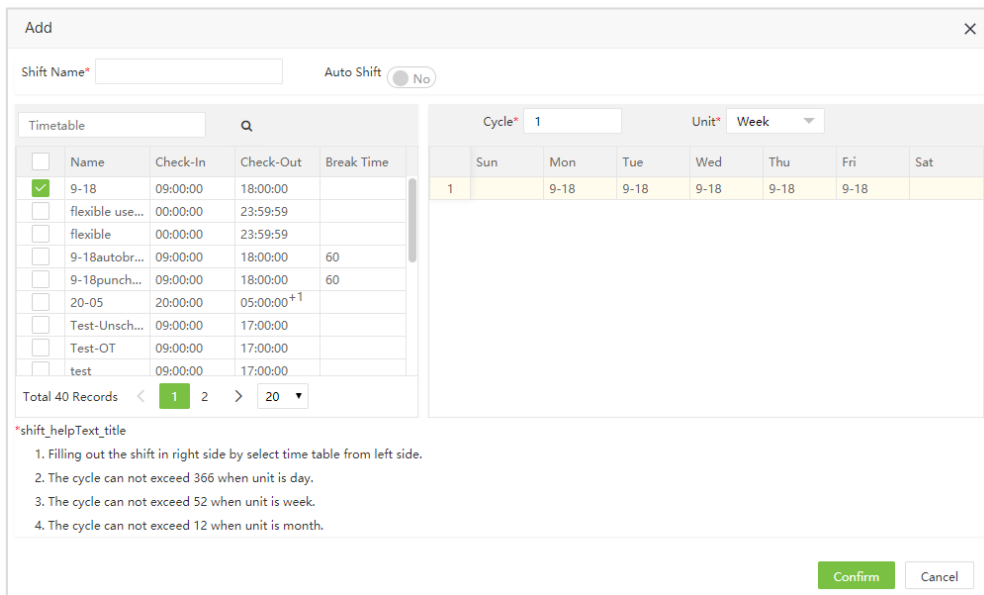 Add
Shift Name* Auto Shift No
Timetable Cycle* 1 Unit* Week
Name Check-In Check-Out Break Time Sun Mon Tue Wed Thu Fri Sat
9-18 09:00:00 18:00:00 1 9-18 9-18 9-18 9-18 9-18
flexible use... 00:00:00 23:59:59
flexible 00:00:00 23:59:59
9-18autobr... 09:00:00 18:00:00 60
9-18punch... 09:00:00 18:00:00 60
20-05 20:00:00 05:00:00+1
Test-Unsch... 09:00:00 17:00:00
Test-OT 09:00:00 17:00:00
test 09:00:00 17:00:00
Total 40 Records < 1 2 > 20
*shift_helpText_title
1. Filling out the shift in right side by select time table from left side.
2. The cycle can not exceed 366 when unit is day.
3. The cycle can not exceed 52 when unit is week.
4. The cycle can not exceed 12 when unit is month.
Confirm Cancel